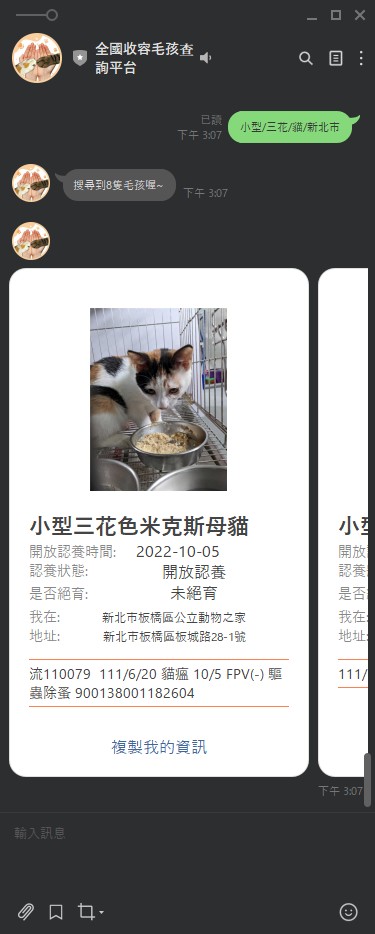 全國收容毛孩查
詢平台
已讀
下午 3:07
小型/三花/貓/新北市
搜尋到8隻毛孩喔~
下午 3:07
小型三花色米克斯母貓
開放認養時間: 2022-10-05
認養狀態: 開放認養
是否絕育: 未絕育
我在: 新北市板橋區公立動物之家
地址: 新北市板橋區板城路28-1號
流110079 111/6/20 貓瘟 10/5 FPV(-) 驅
蟲除蚤 900138001182604
複製我的資訊
小型
開放
認養
是否
我在:
地址:
111/
下午 3:07
輸入訊息